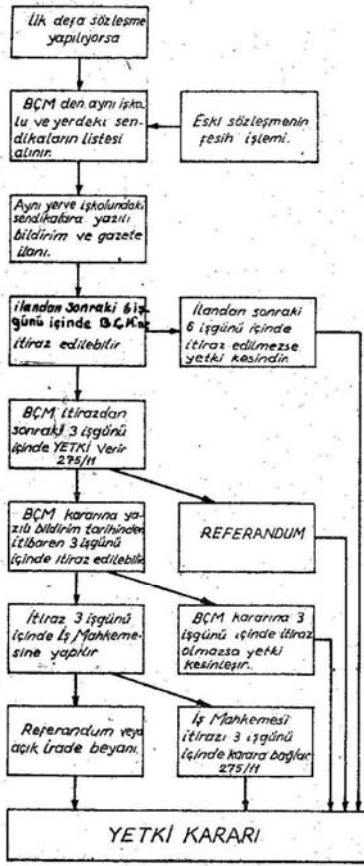 İlk defa sözleşme
yapılıyorsa
BÇM den aynı işko-
lu ve yerdeki sen-
dikaların listesi
alınır.
Eski sözleşmenin
fesih işlemi.
Aynı yer ve işkolundaki
sendikalara yazılı
bildirim ve gazete
ilanı.
ilandan sonraki 6 iş-
günü içinde B.Ç.M.ne
itiraz edilebilir
İlandan sonraki
6 işgünü içinde
itiraz edilmezse
yetki kesindir.
BÇM itirazdan
sonraki 3 işgünü
içinde YETKİ verir
275/11
BÇM kararına ya-
zılı bildirim tarihinden
itibaren 3 işgünü
içinde itiraz edilebilir
REFERANDUM
İtiraz 3 işgünü
içinde İş Mahkeme-
sine yapılır
BÇM kararına 3
işgünü içinde itiraz
olmazsa yetki
kesinleşir.
Referandum veya
açık irade beyanı.
İş Mahkemesi
itirazı 3 işgünü
içinde karara bağlar
275/11
YETKİ KARARI